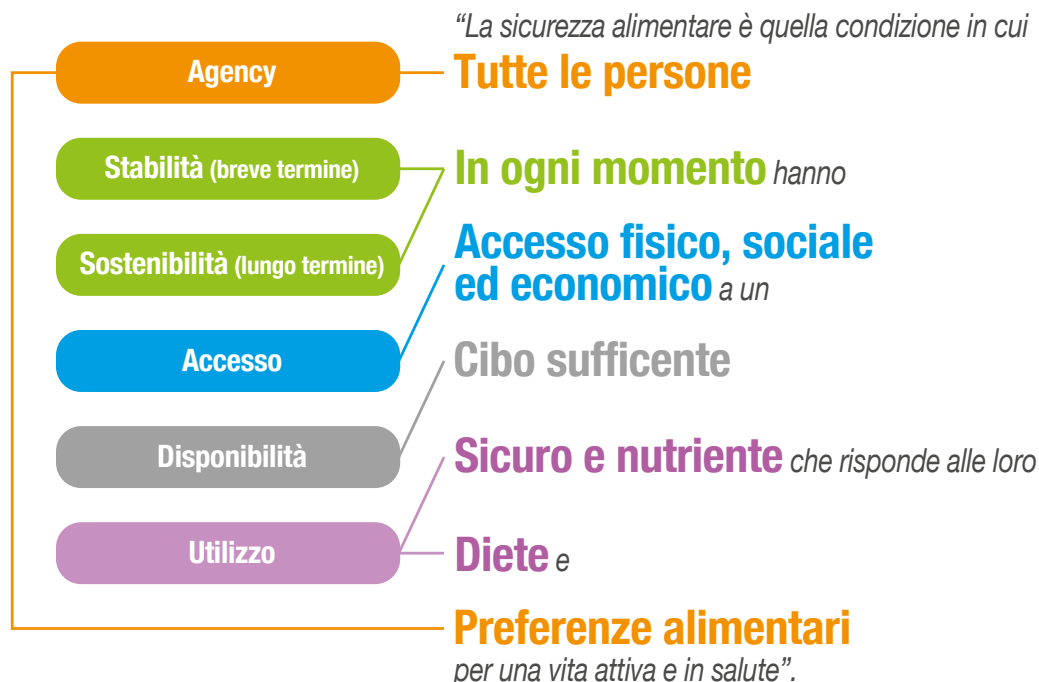 “La sicurezza alimentare è quella condizione in cui
Agency
Tutte le persone
Stabilità (breve termine)
In ogni momento hanno
Sostenibilità (lungo termine)
Accesso fisico, sociale
ed economico a un
Accesso
Cibo sufficente
Disponibilità
Sicuro e nutriente che risponde alle loro
Utilizzo
Diete e
Preferenze alimentari
per una vita attiva e in salute”.